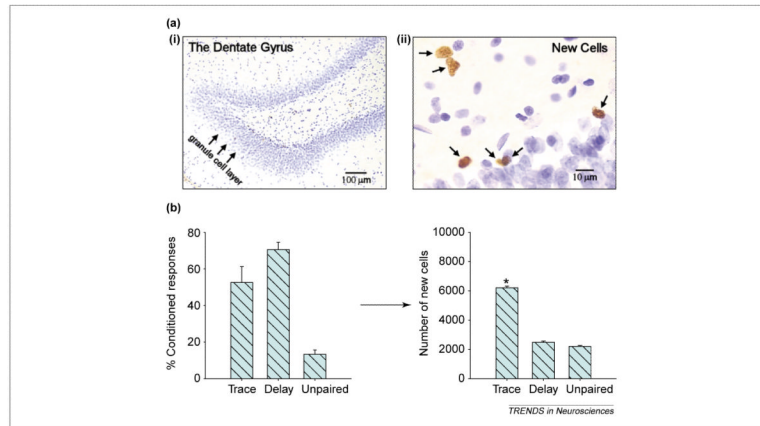 (a)
(i) The Dentate Gyrus
granule cell layer
100 µm
(ii) New Cells
10 µm
(b)
% Conditioned responses
80
60
40
20
0
Trace Delay Unpaired
Number of new cells
10000
8000
6000
4000
2000
0
*
Trace Delay Unpaired
TRENDS in Neurosciences